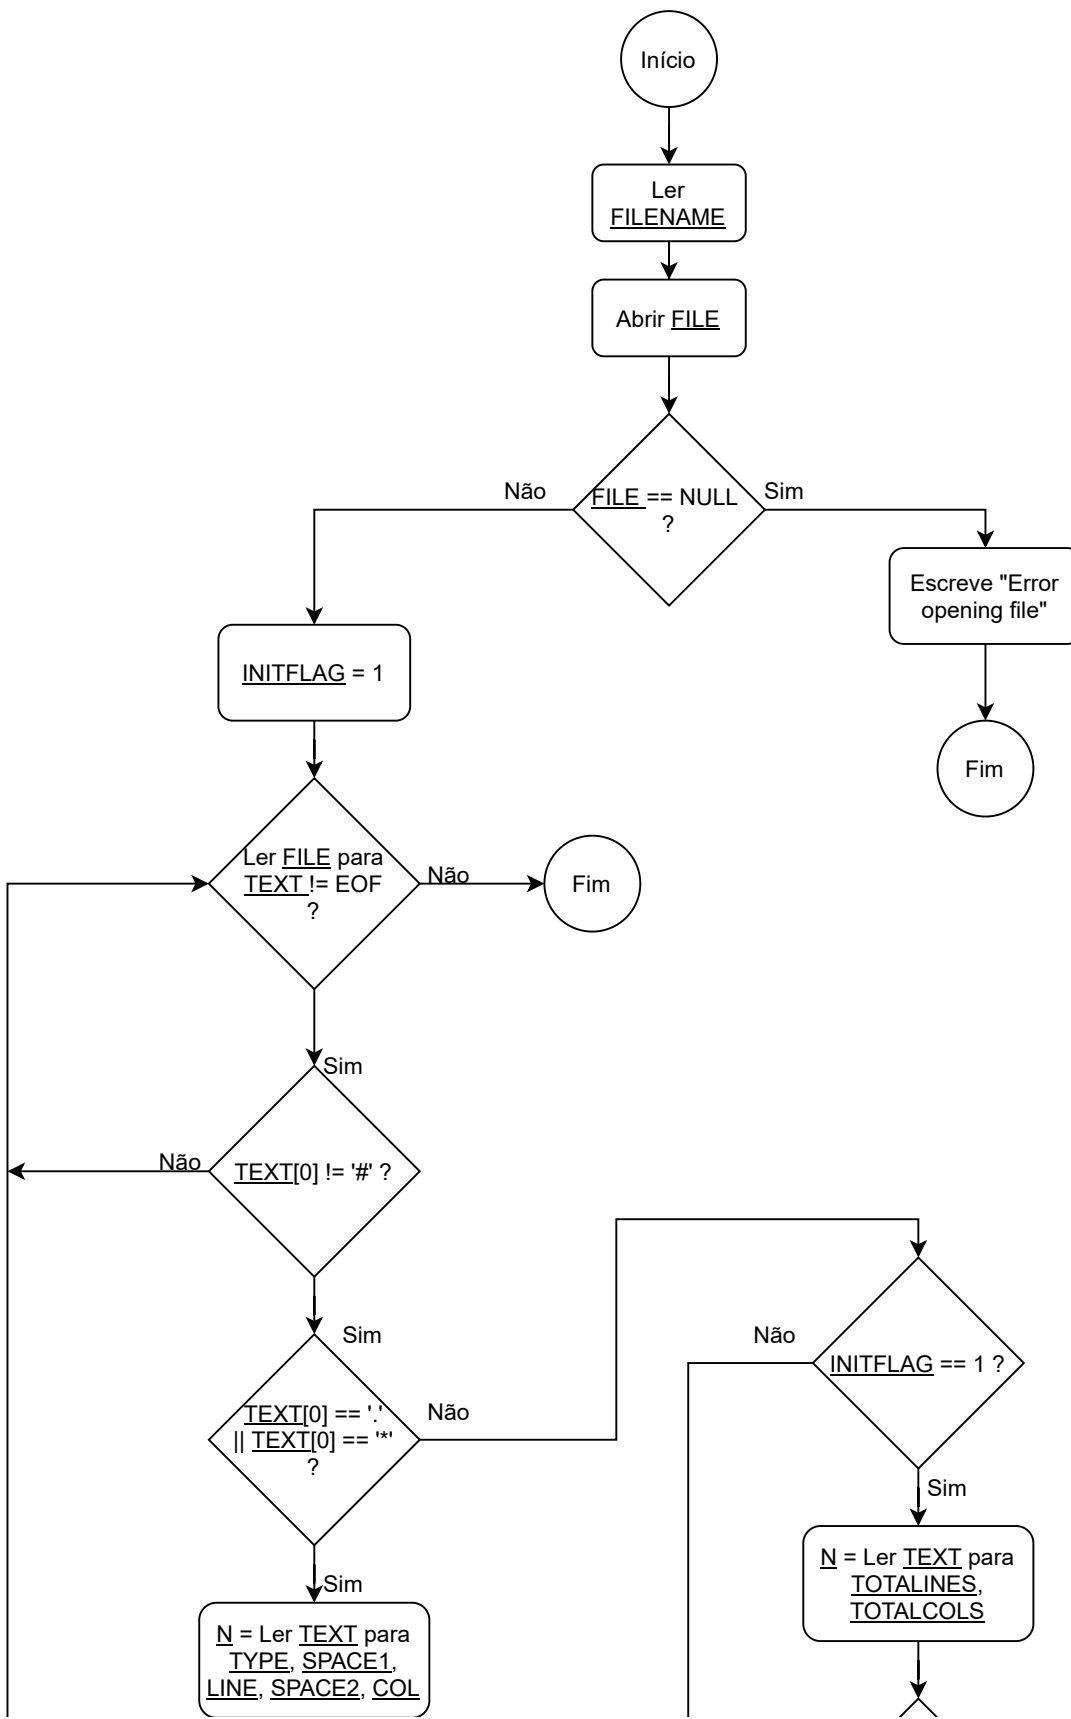 Início
Ler
FILENAME
Abrir FILE
Não
Sim
FILE == NULL
?
Escreve "Error
opening file"
INITFLAG = 1
Fim
Ler FILE para
TEXT != EOF
?
Não
Fim
Sim
Não
TEXT[0] != '#' ?
Sim
Não
INITFLAG == 1 ?
TEXT[0] == '.'
|| TEXT[0] == '*'
?
Não
Sim
N = Ler TEXT para
TOTALINES,
TOTALCOLS
Sim
N = Ler TEXT para
TYPE, SPACE1,
LINE, SPACE2, COL